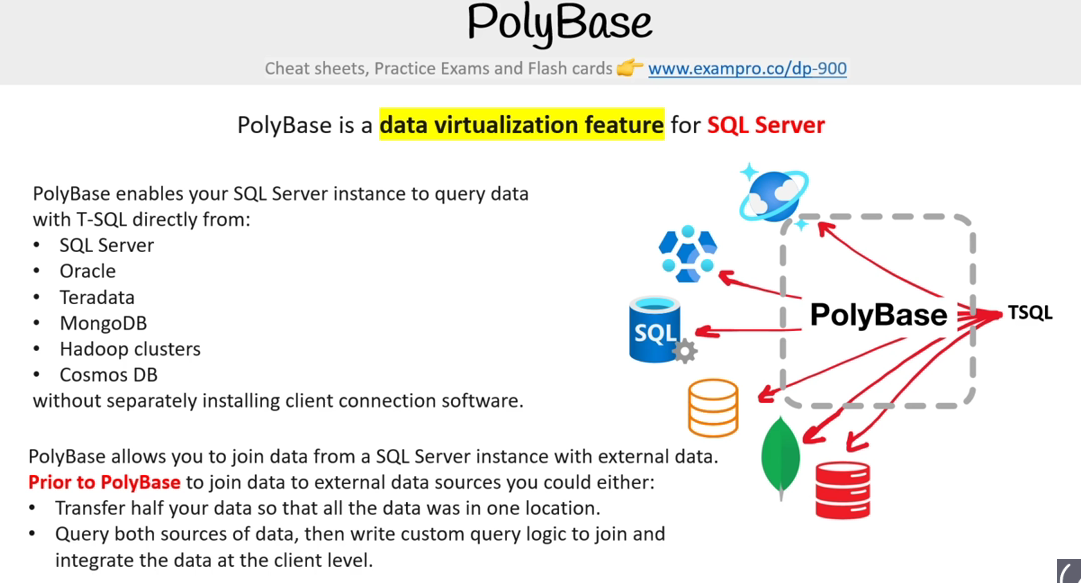 PolyBase
Cheat sheets, Practice Exams and Flash cards 👉 www.exampro.co/dp-900
PolyBase is a data virtualization feature for SQL Server
PolyBase enables your SQL Server instance to query data
with T-SQL directly from:
• SQL Server
• Oracle
• Teradata
• MongoDB
• Hadoop clusters
• Cosmos DB
without separately installing client connection software.
SQL
PolyBase
TSQL
PolyBase allows you to join data from a SQL Server instance with external data.
Prior to PolyBase to join data to external data sources you could either:
• Transfer half your data so that all the data was in one location.
• Query both sources of data, then write custom query logic to join and
integrate the data at the client level.